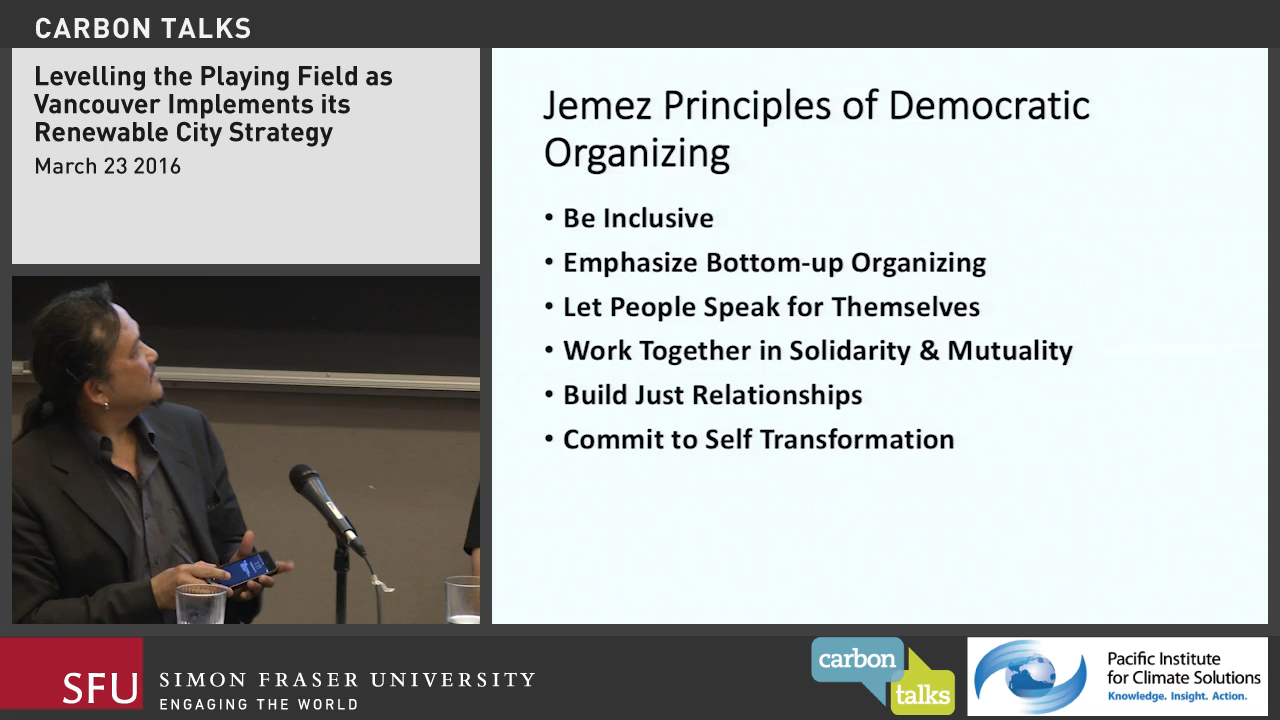 CARBON TALKS
Levelling the Playing Field as
Vancouver Implements its
Renewable City Strategy
March 23 2016
Jemez Principles of Democratic
Organizing
• Be Inclusive
• Emphasize Bottom-up Organizing
• Let People Speak for Themselves
• Work Together in Solidarity & Mutuality
• Build Just Relationships
• Commit to Self Transformation
SFU
SIMON FRASER UNIVERSITY
ENGAGING THE WORLD
carbon
talks
Pacific Institute
for Climate Solutions
Knowledge. Insight. Action.